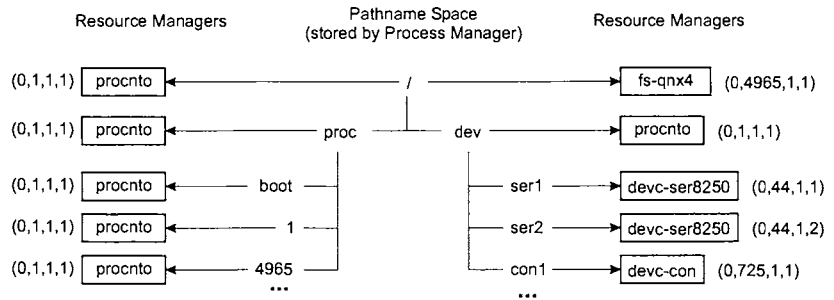 Resource Managers
Pathname Space
(stored by Process Manager)
Resource Managers
(0,1,1,1) procnto / fs-qnx4 (0,4965,1,1)
(0,1,1,1) procnto proc dev procnto (0,1,1,1)
(0,1,1,1) procnto boot ser1 devc-ser8250 (0,44,1,1)
(0,1,1,1) procnto 1 ser2 devc-ser8250 (0,44,1,2)
(0,1,1,1) procnto 4965 con1 devc-con (0,725,1,1)
... ...